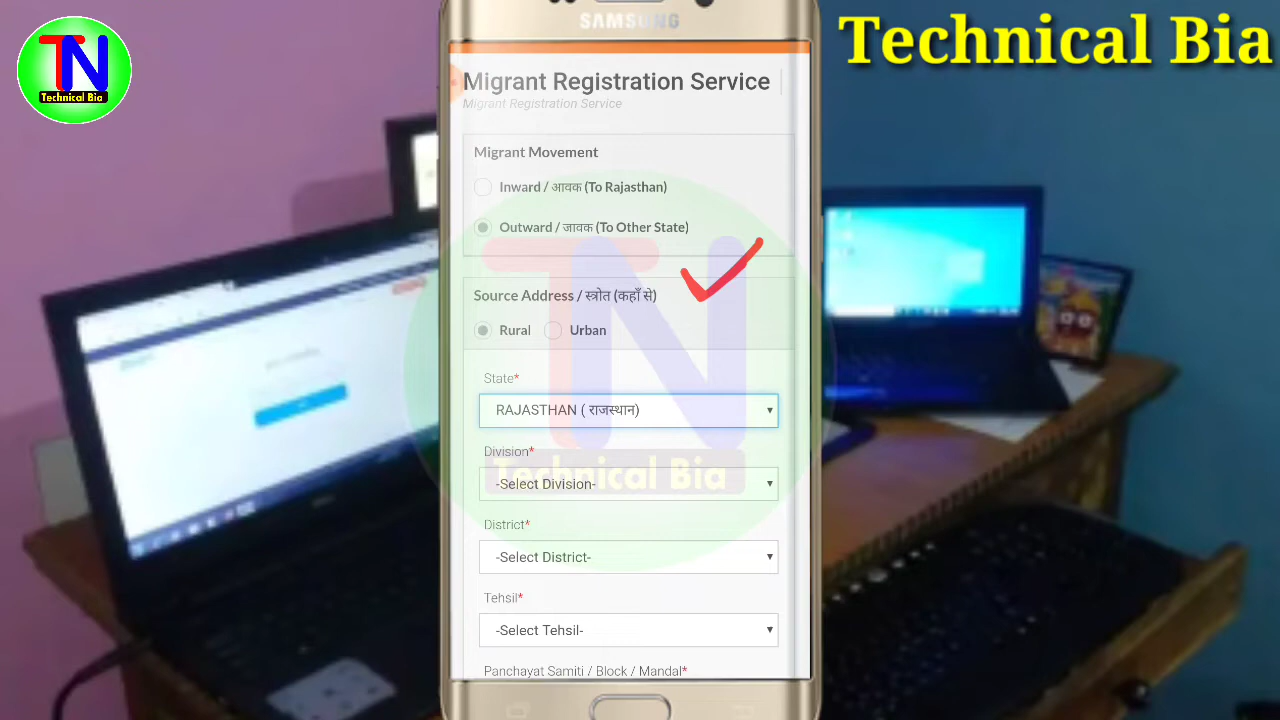 TN
Technical Bia
Technical Bia
SAMSUNG
Migrant Registration Service
Migrant Registration Service
Migrant Movement
Inward / आवक (To Rajasthan)
Outward / जावक (To Other State)
Source Address / स्त्रोत (कहाँ से)
Rural
Urban
State*
RAJASTHAN ( राजस्थान)
Division*
-Select Division-
Technical Bia
District*
-Select District-
Tehsil*
-Select Tehsil-
Panchayat Samiti / Block / Mandal*
TN